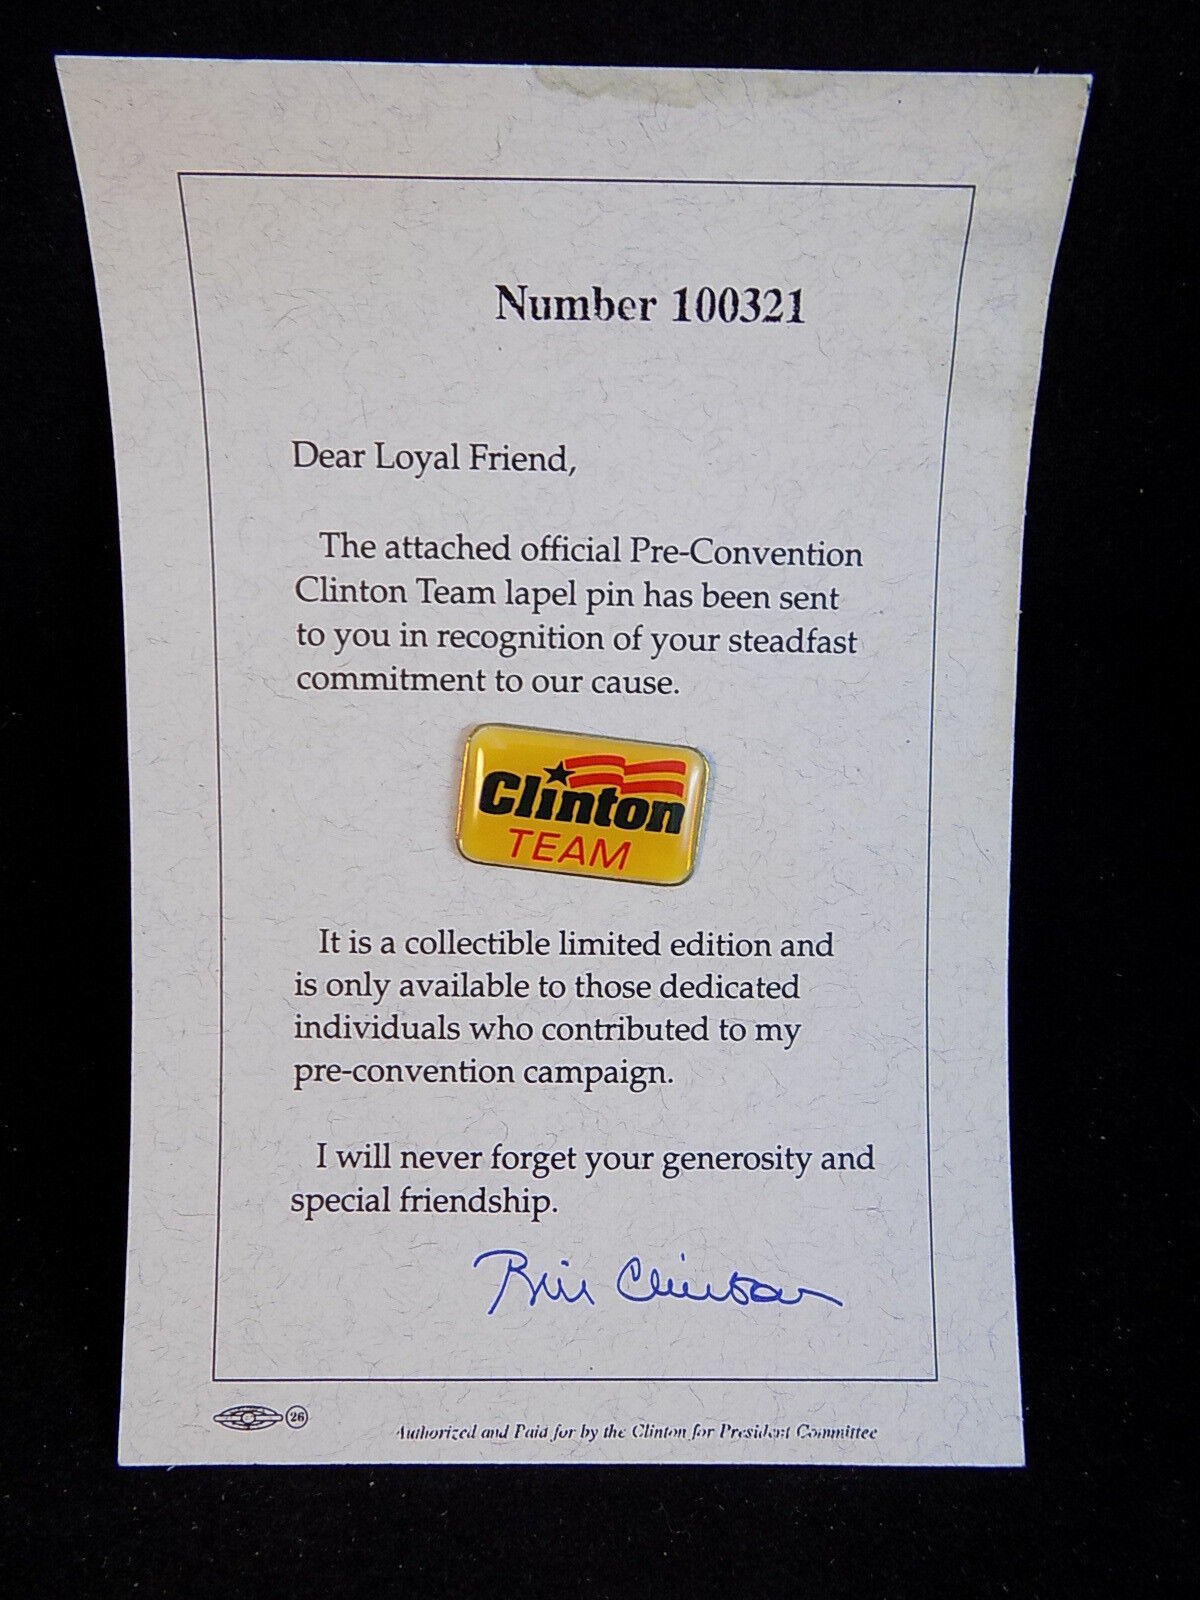 Number 100321
Dear Loyal Friend,
The attached official Pre-Convention
Clinton Team lapel pin has been sent
to you in recognition of your steadfast
commitment to our cause.
Clinton
TEAM
It is a collectible limited edition and
is only available to those dedicated
individuals who contributed to my
pre-convention campaign.
I will never forget your generosity and
special friendship.
Bill Clinton
26
Authorized and Paid for by the Clinton for President Committee